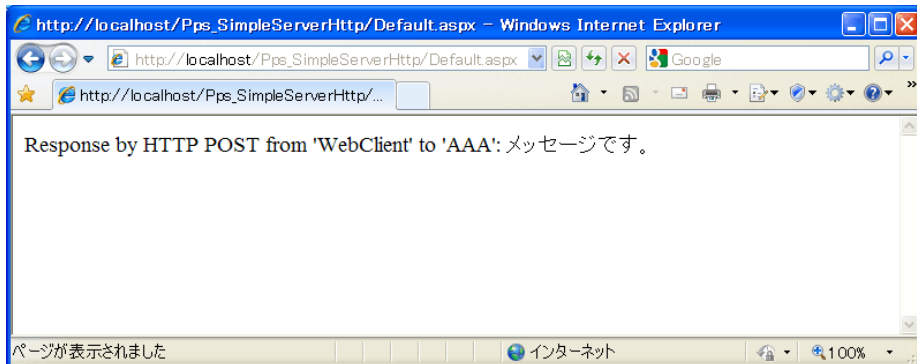 http://localhost/Pps_SimpleServerHttp/Default.aspx - Windows Internet Explorer
http://localhost/Pps_SimpleServerHttp/Default.aspx Google
http://localhost/Pps_SimpleServerHttp/...
Response by HTTP POST from 'WebClient' to 'AAA': メッセージです。
ページが表示されました インターネット 100%